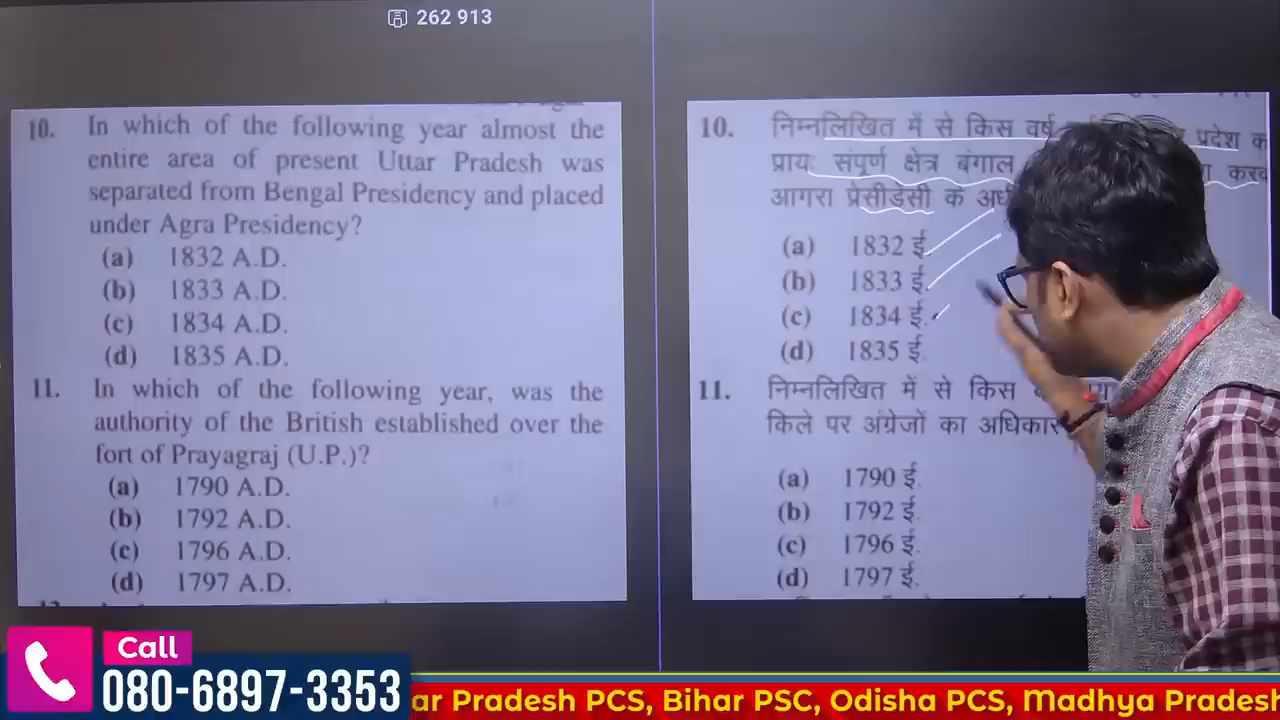 262 913
10. In which of the following year almost the
entire area of present Uttar Pradesh was
separated from Bengal Presidency and placed
under Agra Presidency?
(a) 1832 A.D.
(b) 1833 A.D.
(c) 1834 A.D.
(d) 1835 A.D.
11. In which of the following year, was the
authority of the British established over the
fort of Prayagraj (U.P.)?
(a) 1790 A.D.
(b) 1792 A.D.
(c) 1796 A.D.
(d) 1797 A.D.
10. निम्नलिखित में से किस वर्ष प्रदेश
प्रायः संपूर्ण क्षेत्र बंगाल
आगरा प्रेसीडेंसी के
(a) 1832 ई.
(b) 1833 ई.
(c) 1834 ई.
(d) 1835 ई.
11. निम्नलिखित में से किस
किले पर अंग्रेजों का अधिकार
(a) 1790 ई.
(b) 1792 ई.
(c) 1796 ई.
(d) 1797 ई.
Call
080-6897-3353
ar Pradesh PCS, Bihar PSC, Odisha PCS, Madhya Pradesh